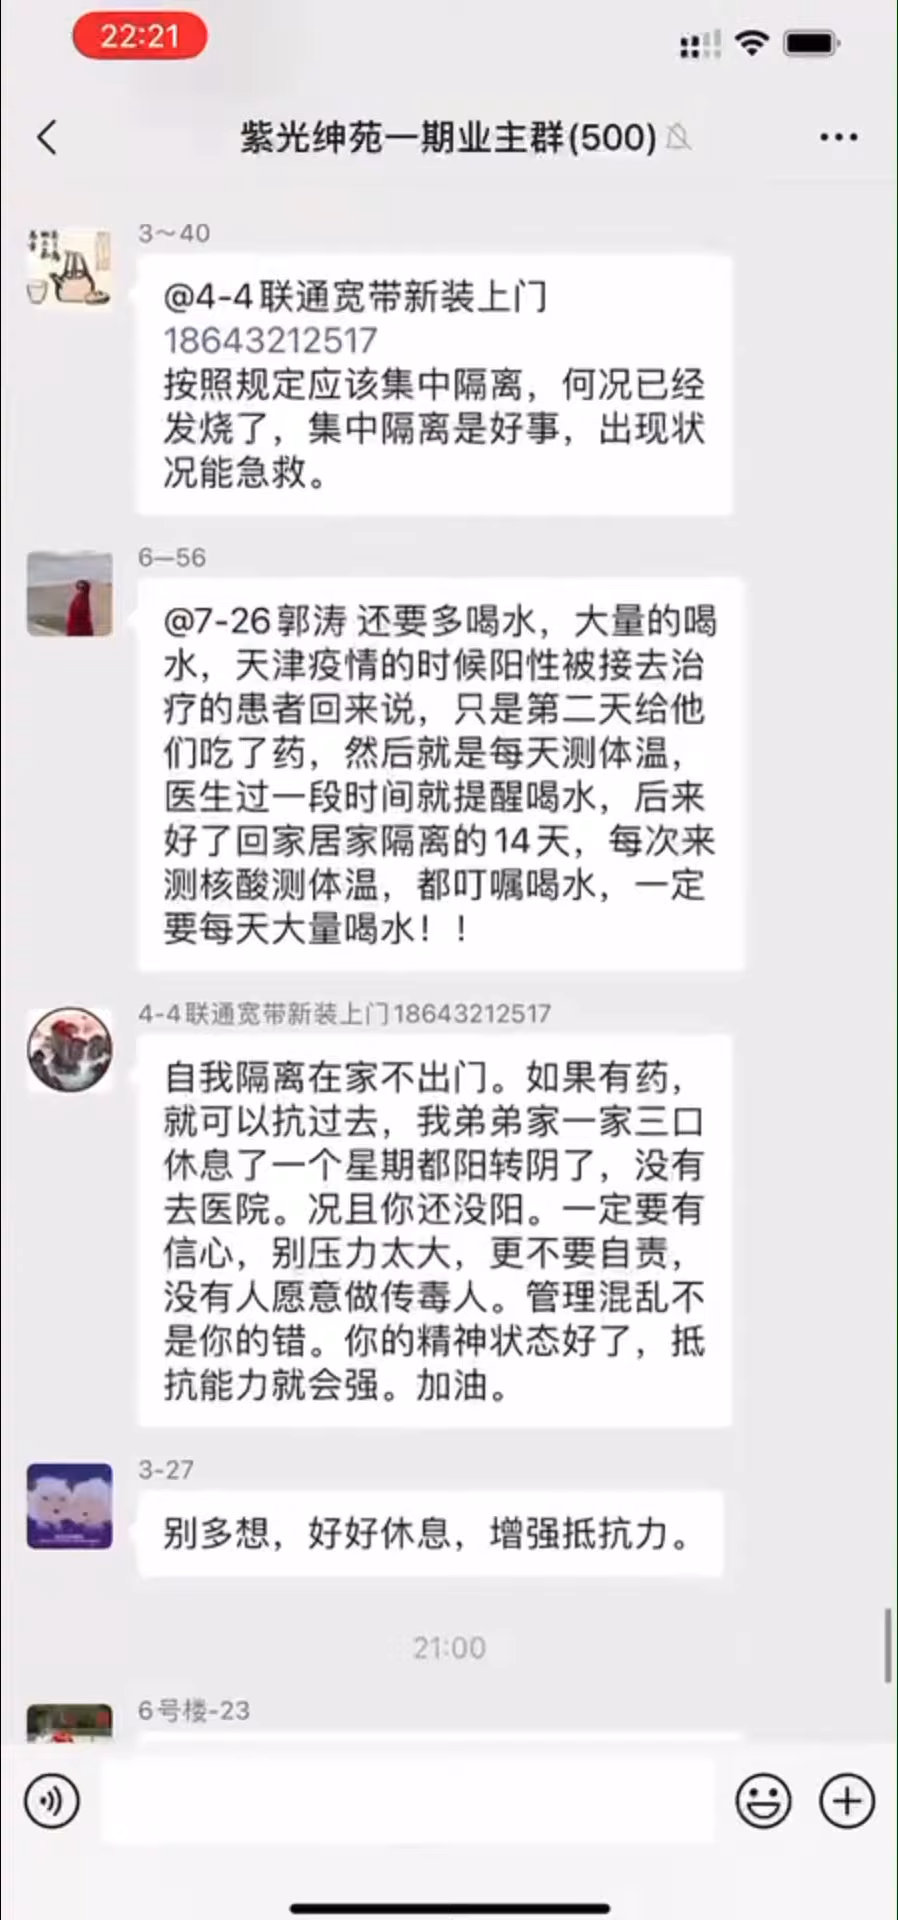 22:21
紫光绅苑一期业主群(500)
3～40
@4-4联通宽带新装上门
18643212517
按照规定应该集中隔离，何况已经
发烧了，集中隔离是好事，出现状
况能急救。
6—56
@7-26郭涛 还要多喝水，大量的喝
水，天津疫情的时候阳性被接去治
疗的患者回来说，只是第二天给他
们吃了药，然后就是每天测体温，
医生过一段时间就提醒喝水，后来
好了回家居家隔离的14天，每次来
测核酸测体温，都叮嘱喝水，一定
要每天大量喝水！！
4-4联通宽带新装上门18643212517
自我隔离在家不出门。如果有药，
就可以抗过去，我弟弟家一家三口
休息了一个星期都阳转阴了，没有
去医院。况且你还没阳。一定要有
信心，别压力太大，更不要自责，
没有人愿意做传毒人。管理混乱不
是你的错。你的精神状态好了，抵
抗能力就会强。加油。
3-27
别多想，好好休息，增强抵抗力。
21:00
6号楼-23